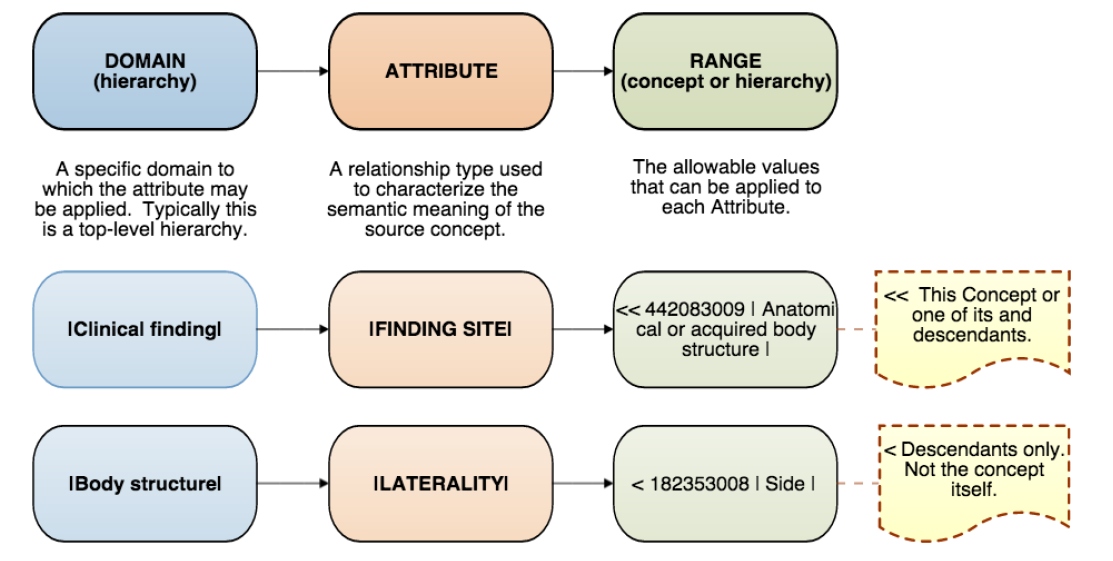 DOMAIN
(hierarchy)
ATTRIBUTE
RANGE
(concept or hierarchy)
A specific domain to
which the attribute may
be applied.  Typically this
is a top-level hierarchy.
A relationship type used
to characterize the
semantic meaning of the
source concept.
The allowable values
that can be applied to
each Attribute.
|Clinical finding|
|FINDING SITE|
<< 442083009 | Anatomi
cal or acquired body
structure |
<<  This Concept or
one of its and
descendants.
|Body structure|
|LATERALITY|
< 182353008 | Side |
< Descendants only.
Not the concept
itself.